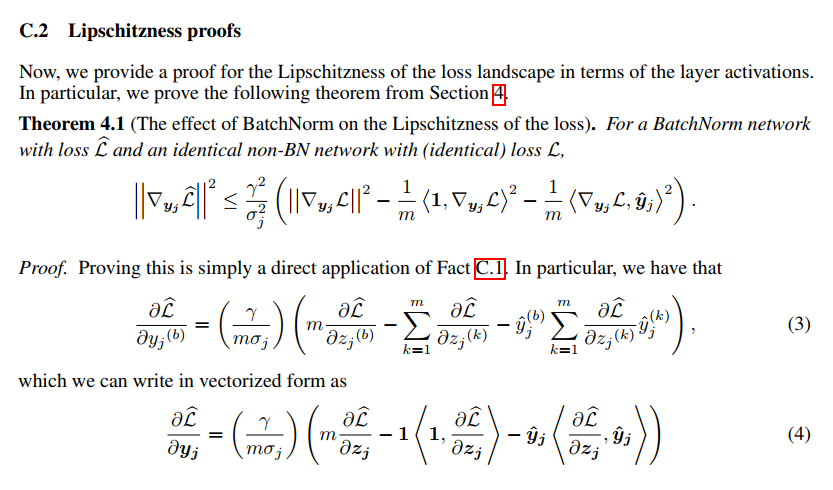 C.2 Lipschitzness proofs
Now, we provide a proof for the Lipschitzness of the loss landscape in terms of the layer activations.
In particular, we prove the following theorem from Section 4.
Theorem 4.1 (The effect of BatchNorm on the Lipschitzness of the loss). For a BatchNorm network
with loss $\widehat{\mathcal{L}}$ and an identical non-BN network with (identical) loss $\mathcal{L}$,
$$\left|\left|\nabla_{\boldsymbol{y_j}}\widehat{\mathcal{L}}\right|\right|^2 \leq \frac{\gamma^2}{\sigma_j^2}\left(\left|\left|\nabla_{\boldsymbol{y_j}}\mathcal{L}\right|\right|^2 - \frac{1}{m}\left\langle \mathbf{1}, \nabla_{\boldsymbol{y_j}}\mathcal{L}\right\rangle^2 - \frac{1}{m}\left\langle \nabla_{\boldsymbol{y_j}}\mathcal{L}, \hat{\boldsymbol{y}}_j\right\rangle^2\right).$$
Proof. Proving this is simply a direct application of Fact C.1. In particular, we have that
$$\frac{\partial \widehat{\mathcal{L}}}{\partial y_j{}^{(b)}} = \left(\frac{\gamma}{m\sigma_j}\right)\left(m\frac{\partial \widehat{\mathcal{L}}}{\partial z_j{}^{(b)}} - \sum_{k=1}^{m}\frac{\partial \widehat{\mathcal{L}}}{\partial z_j{}^{(k)}} - \hat{y}_j^{(b)}\sum_{k=1}^{m}\frac{\partial \widehat{\mathcal{L}}}{\partial z_j{}^{(k)}}\hat{y}_j^{(k)}\right), \quad (3)$$
which we can write in vectorized form as
$$\frac{\partial \widehat{\mathcal{L}}}{\partial \boldsymbol{y_j}} = \left(\frac{\gamma}{m\sigma_j}\right)\left(m\frac{\partial \widehat{\mathcal{L}}}{\partial \boldsymbol{z_j}} - \mathbf{1}\left\langle \mathbf{1}, \frac{\partial \widehat{\mathcal{L}}}{\partial \boldsymbol{z_j}}\right\rangle - \hat{\boldsymbol{y}}_j\left\langle \frac{\partial \widehat{\mathcal{L}}}{\partial \boldsymbol{z_j}}, \hat{\boldsymbol{y}}_j\right\rangle\right) \quad (4)$$